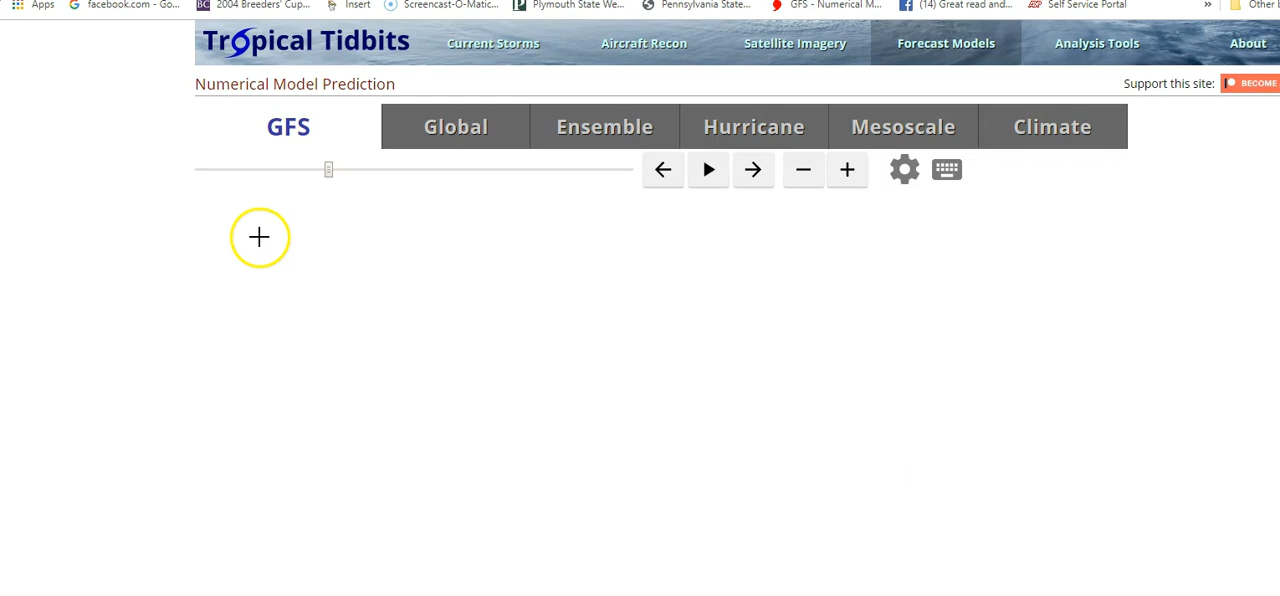 Apps facebook.com - Go... 2004 Breeders' Cup... Insert Screencast-O-Matic... Plymouth State We... Pennsylvania State... GFS - Numerical M... (14) Great read and... Self Service Portal » Other
Tropical Tidbits Current Storms Aircraft Recon Satellite Imagery Forecast Models Analysis Tools About
Numerical Model Prediction Support this site: BECOME
GFS Global Ensemble Hurricane Mesoscale Climate